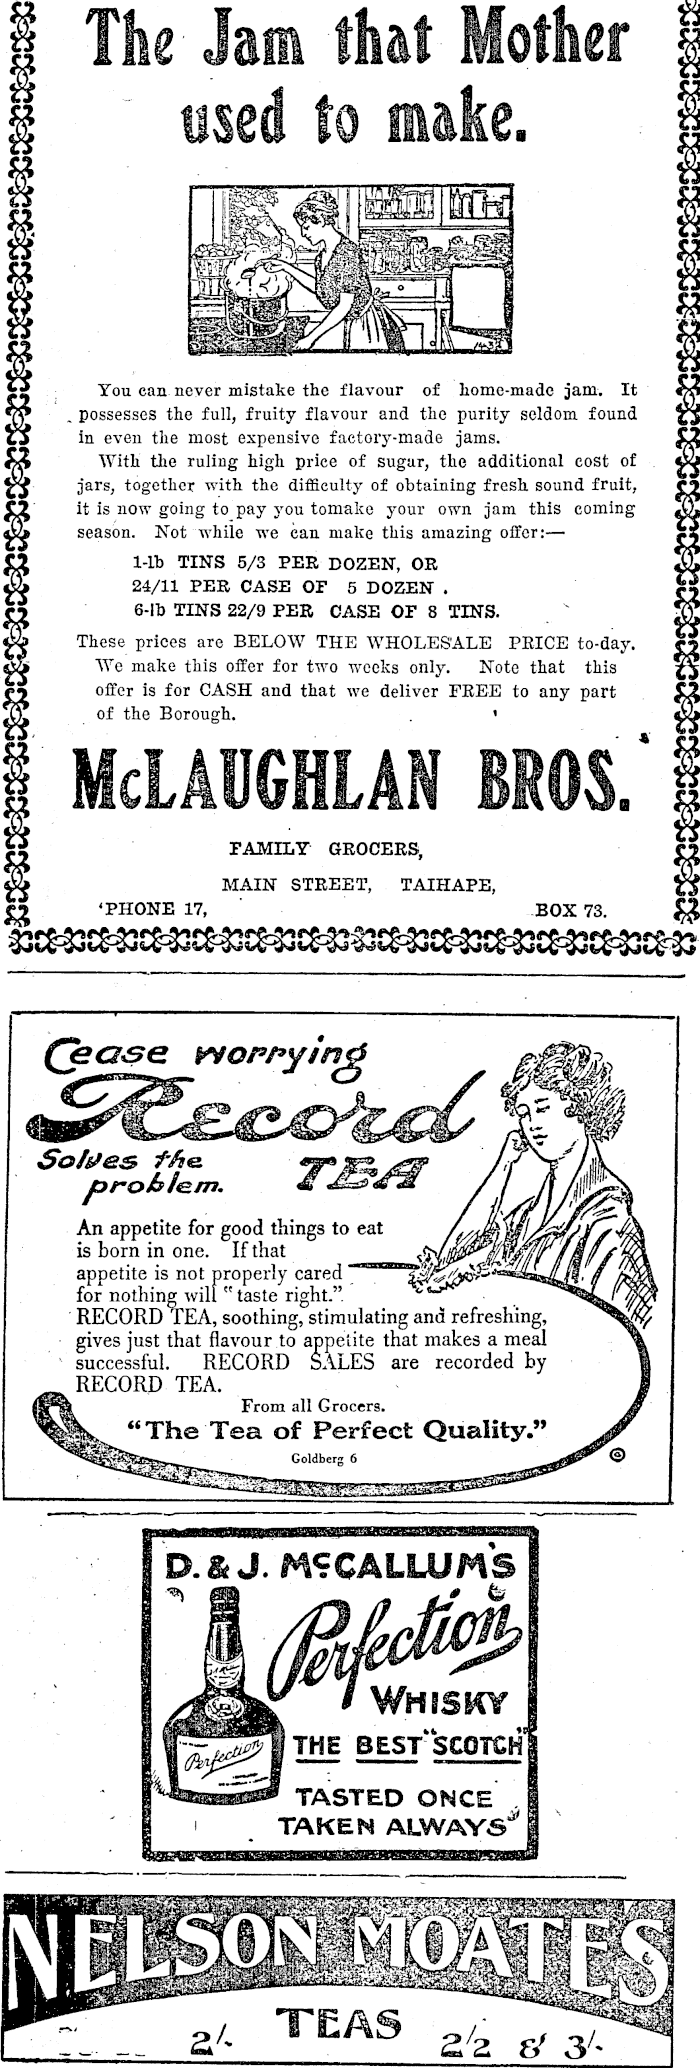 The Jam that Mother
used to make.
You can never mistake the flavour of home-made jam. It
possesses the full, fruity flavour and the purity seldom found
in even the most expensive factory-made jams.
With the ruling high price of sugar, the additional cost of
jars, together with the difficulty of obtaining fresh sound fruit,
it is now going to pay you tomake your own jam this coming
season. Not while we can make this amazing offer:—
1-lb TINS 5/3 PER DOZEN, OR
24/11 PER CASE OF 5 DOZEN .
6-lb TINS 22/9 PER CASE OF 8 TINS.
These prices are BELOW THE WHOLESALE PRICE to-day.
We make this offer for two weeks only. Note that this
offer is for CASH and that we deliver FREE to any part
of the Borough.
McLAUGHLAN BROS.
FAMILY GROCERS,
MAIN STREET, TAIHAPE,
'PHONE 17, BOX 73.
Cease worrying
Record
Solves the TEA
problem.
An appetite for good things to eat
is born in one. If that
appetite is not properly cared
for nothing will "taste right."
RECORD TEA, soothing, stimulating and refreshing,
gives just that flavour to appetite that makes a meal
successful. RECORD SALES are recorded by
RECORD TEA.
From all Grocers.
"The Tea of Perfect Quality."
Goldberg 6
D. & J. McCALLUM'S
Perfection
WHISKY
Perfection
THE BEST "SCOTCH"
TASTED ONCE
TAKEN ALWAYS
NELSON MOATE'S
TEAS
2/- 2/2 & 3/-